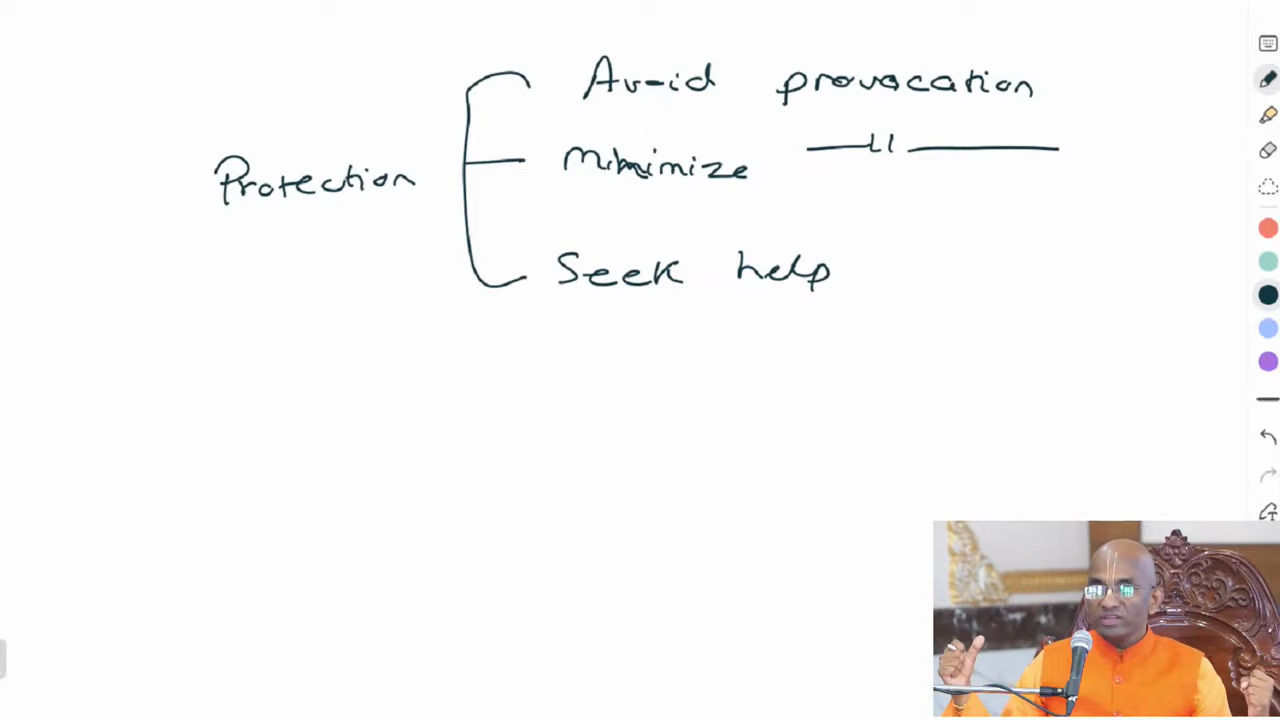 Avoid provocation
Minimize —"—
Protection
Seek help